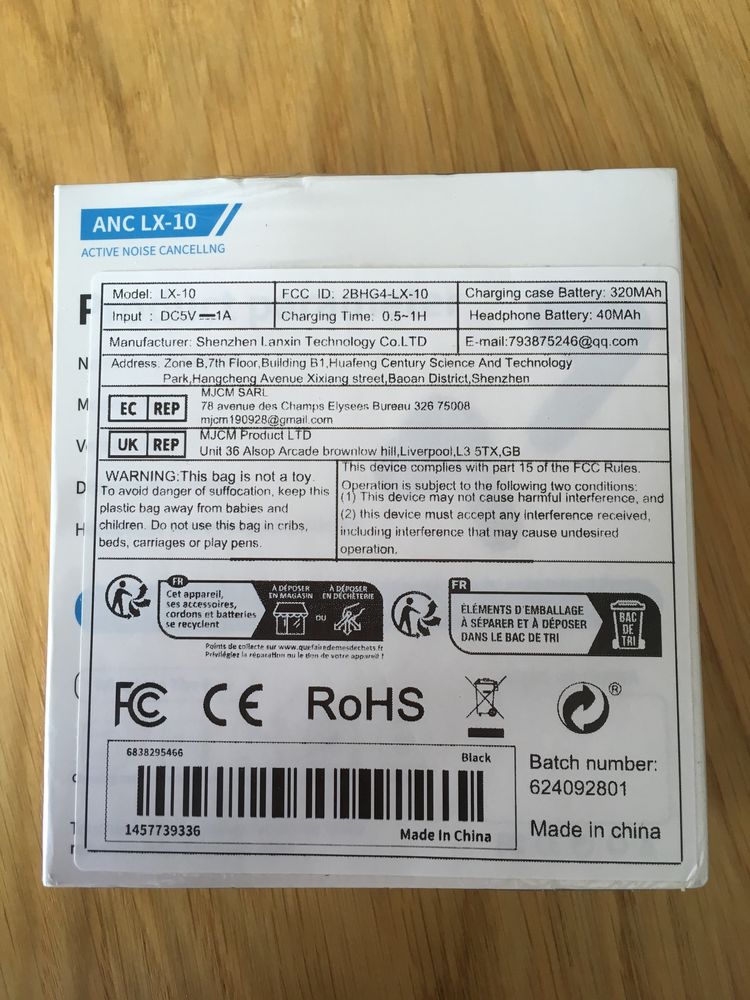 ANC LX-10
ACTIVE NOISE CANCELLNG
Model: LX-10
FCC ID: 2BHG4-LX-10
Charging case Battery: 320MAh
Input : DC5V⎓1A
Charging Time: 0.5~1H
Headphone Battery: 40MAh
Manufacturer: Shenzhen Lanxin Technology Co.LTD
E-mail:793875246@qq.com
Address: Zone B,7th Floor,Building B1,Huafeng Century Science And Technology
Park,Hangcheng Avenue Xixiang street,Baoan District,Shenzhen
EC REP
MJCM SARL
78 avenue des Champs Elysees Bureau 326 75008
mjcm190928@gmail.com
UK REP
MJCM Product LTD
Unit 36 Alsop Arcade brownlow hill,Liverpool,L3 5TX,GB
WARNING:This bag is not a toy.
To avoid danger of suffocation, keep this
plastic bag away from babies and
children. Do not use this bag in cribs,
beds, carriages or play pens.
This device complies with part 15 of the FCC Rules.
Operation is subject to the following two conditions:
(1) This device may not cause harmful interference, and
(2) this device must accept any interference received,
including interference that may cause undesired
operation.
FR
Cet appareil,
ses accessoires,
cordons et batteries
se recyclent
À DÉPOSER
EN MAGASIN
OU
À DÉPOSER
EN DÉCHÈTERIE
Points de collecte sur www.quefairedemesdechets.fr
Privilégiez la réparation ou le don de votre appareil !
FR
ÉLÉMENTS D'EMBALLAGE
À SÉPARER ET À DÉPOSER
DANS LE BAC DE TRI
BAC
DE
TRI
FC CE RoHS
®
6838295466
Black
1457739336
Made In China
Batch number:
624092801
Made in china